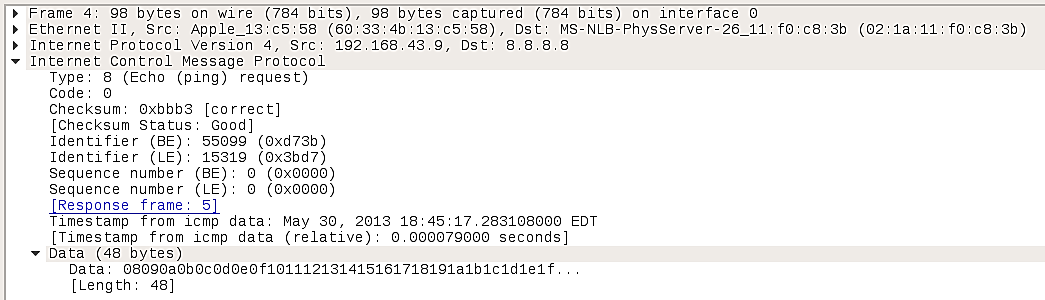 Frame 4: 98 bytes on wire (784 bits), 98 bytes captured (784 bits) on interface 0
Ethernet II, Src: Apple_13:c5:58 (60:33:4b:13:c5:58), Dst: MS-NLB-PhysServer-26_11:f0:c8:3b (02:1a:11:f0:c8:3b)
Internet Protocol Version 4, Src: 192.168.43.9, Dst: 8.8.8.8
Internet Control Message Protocol
Type: 8 (Echo (ping) request)
Code: 0
Checksum: 0xbbb3 [correct]
[Checksum Status: Good]
Identifier (BE): 55099 (0xd73b)
Identifier (LE): 15319 (0x3bd7)
Sequence number (BE): 0 (0x0000)
Sequence number (LE): 0 (0x0000)
[Response frame: 5]
Timestamp from icmp data: May 30, 2013 18:45:17.283108000 EDT
[Timestamp from icmp data (relative): 0.000079000 seconds]
Data (48 bytes)
Data: 08090a0b0c0d0e0f101112131415161718191a1b1c1d1e1f...
[Length: 48]